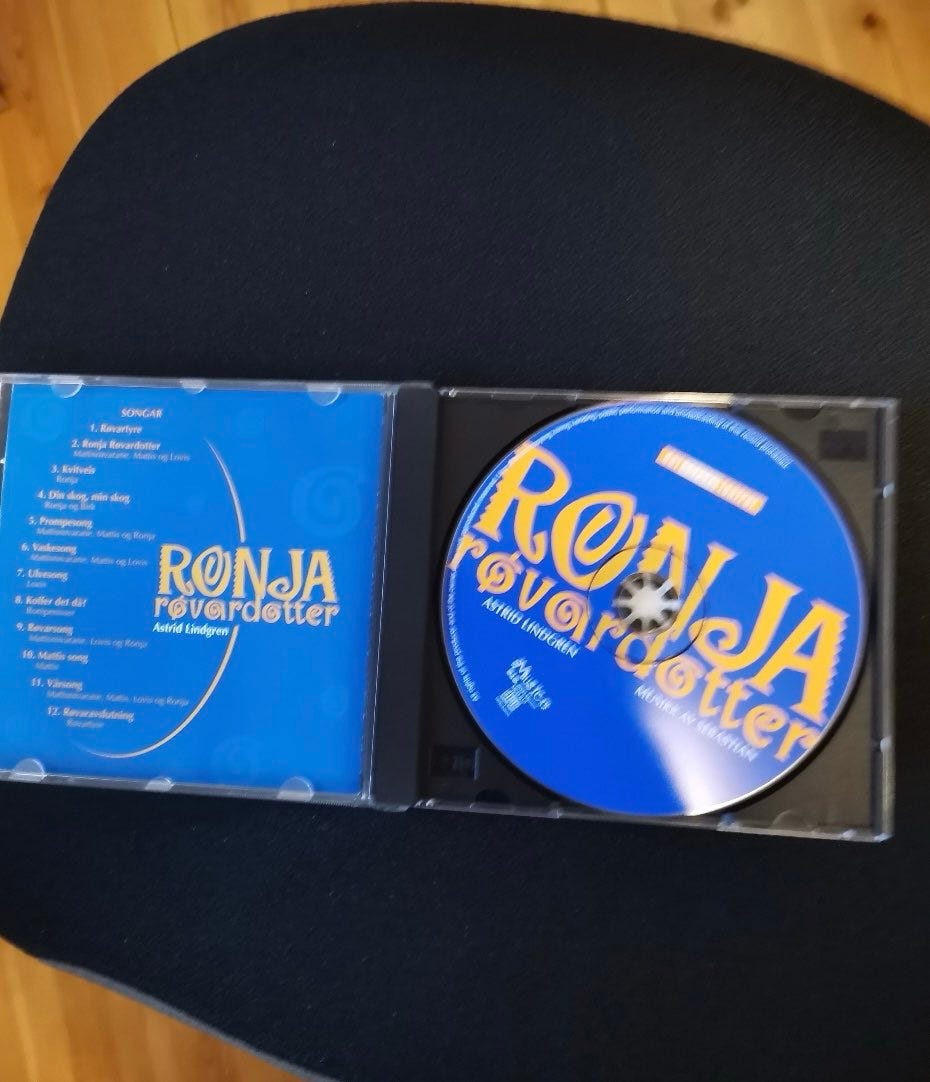 SONGAR
1. Røvartyre
2. Ronja Røvardotter
Mattisrøvarane, Mattis og Lovis
3. Kvitveis
Ronja
4. Din skog, min skog
Ronja og Birk
5. Prompesong
Mattisrøvarane, Mattis og Ronja
6. Vaskesong
Mattisrøvarane, Mattis og Lovis
7. Ulvesong
Lovis
8. Koffer det då?
Rumpenisser
9. Røvarsong
Mattisrøvarane, Lovis og Ronja
10. Mattis song
Mattis
11. Vårsong
Mattisrøvarane, Mattis, Lovis og Ronja
12. Røvaravslutning
Røvartyre
RONJA
røvardotter
Astrid Lindgren
RONJA
røvardotter
ASTRID LINDGREN
MUSIKK AV SEBASTIAN